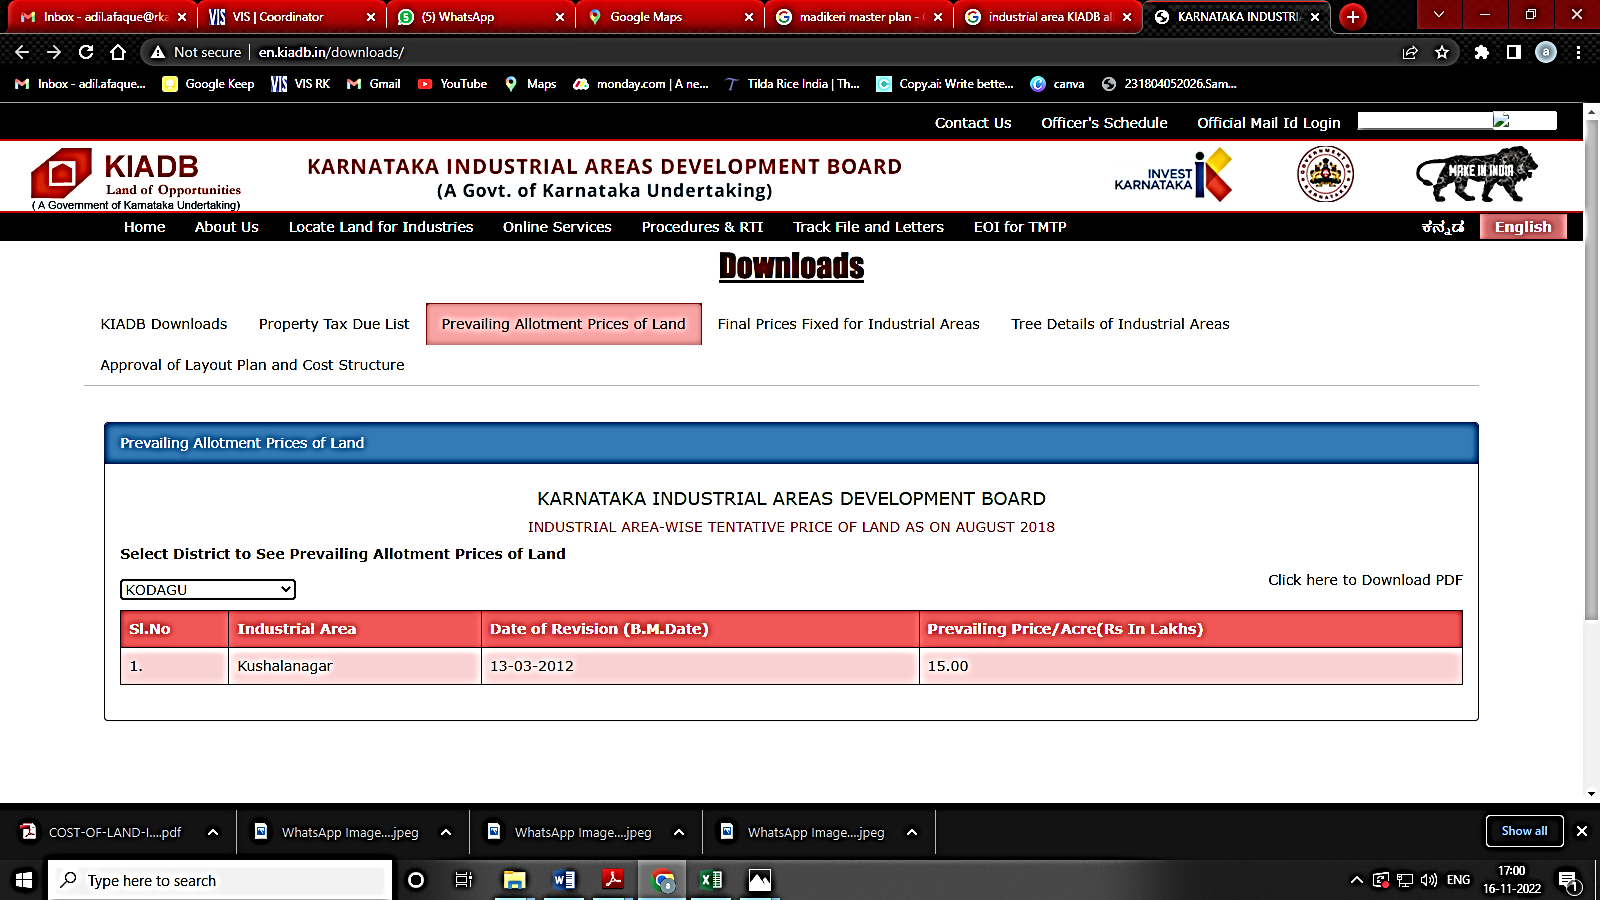 Inbox - adil.afaque@rka
VIS | Coordinator
(5) WhatsApp
Google Maps
madikeri master plan -
industrial area KIADB al
KARNATAKA INDUSTRI
Not secure | en.kiadb.in/downloads/
Inbox - adil.afaque...
Google Keep
VIS RK
Gmail
YouTube
Maps
monday.com | A ne...
Tilda Rice India | Th...
Copy.ai: Write bette...
canva
231804052026.Sam...
Contact Us Officer's Schedule Official Mail Id Login
KIADB
Land of Opportunities
( A Government of Karnataka Undertaking)
KARNATAKA INDUSTRIAL AREAS DEVELOPMENT BOARD
(A Govt. of Karnataka Undertaking)
INVEST
KARNATAKA
MAKE IN INDIA
Home About Us Locate Land for Industries Online Services Procedures & RTI Track File and Letters EOI for TMTP ಕನ್ನಡ English
Downloads
KIADB Downloads Property Tax Due List Prevailing Allotment Prices of Land Final Prices Fixed for Industrial Areas Tree Details of Industrial Areas
Approval of Layout Plan and Cost Structure
Prevailing Allotment Prices of Land
KARNATAKA INDUSTRIAL AREAS DEVELOPMENT BOARD
INDUSTRIAL AREA-WISE TENTATIVE PRICE OF LAND AS ON AUGUST 2018
Select District to See Prevailing Allotment Prices of Land
Click here to Download PDF
KODAGU
Sl.No Industrial Area Date of Revision (B.M.Date) Prevailing Price/Acre(Rs In Lakhs)
1. Kushalanagar 13-03-2012 15.00
COST-OF-LAND-I....pdf
WhatsApp Image....jpeg
WhatsApp Image....jpeg
WhatsApp Image....jpeg
Show all
Type here to search
ENG
17:00
16-11-2022
1